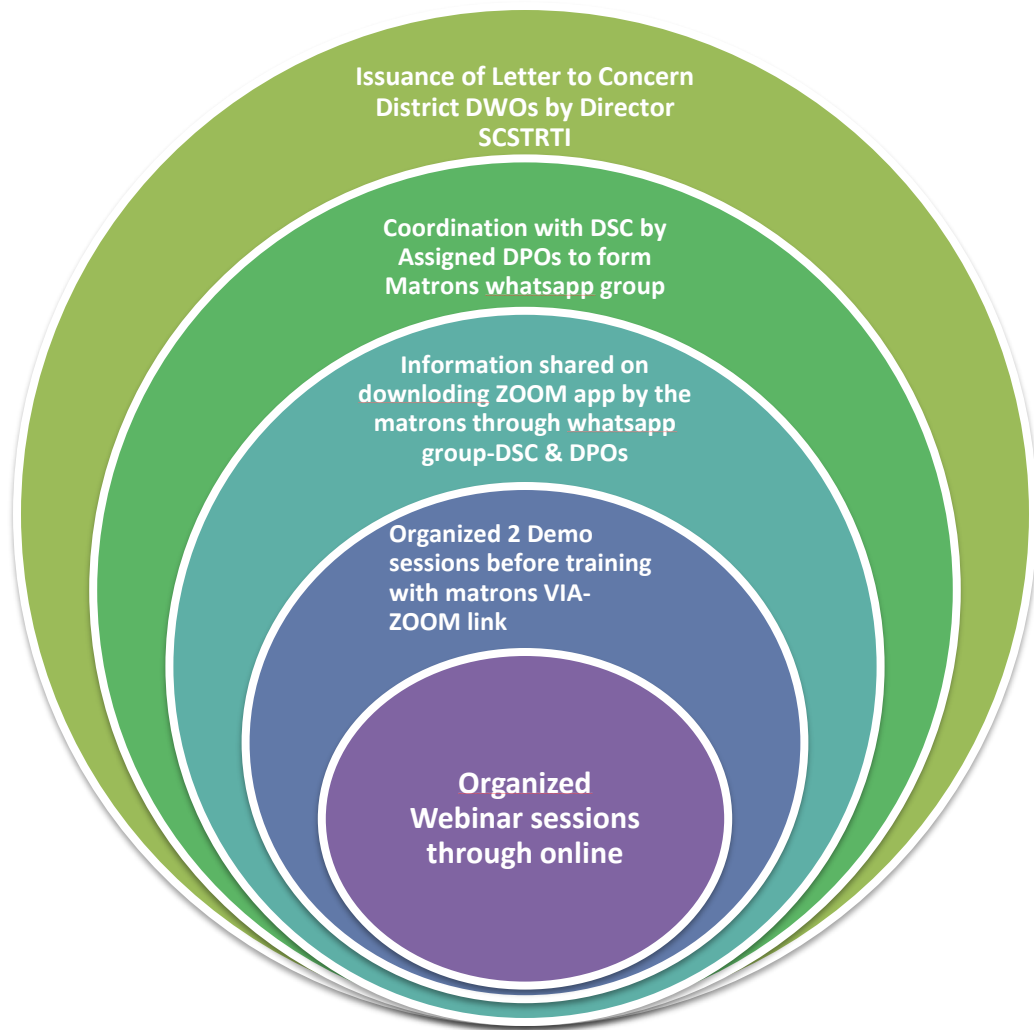 Issuance of Letter to Concern
District DWOs by Director
SCSTRTI
Coordination with DSC by
Assigned DPOs to form
Matrons whatsapp group
Information shared on
downloding ZOOM app by the
matrons through whatsapp
group-DSC & DPOs
Organized 2 Demo
sessions before training
with matrons VIA-
ZOOM link
Organized
Webinar sessions
through online